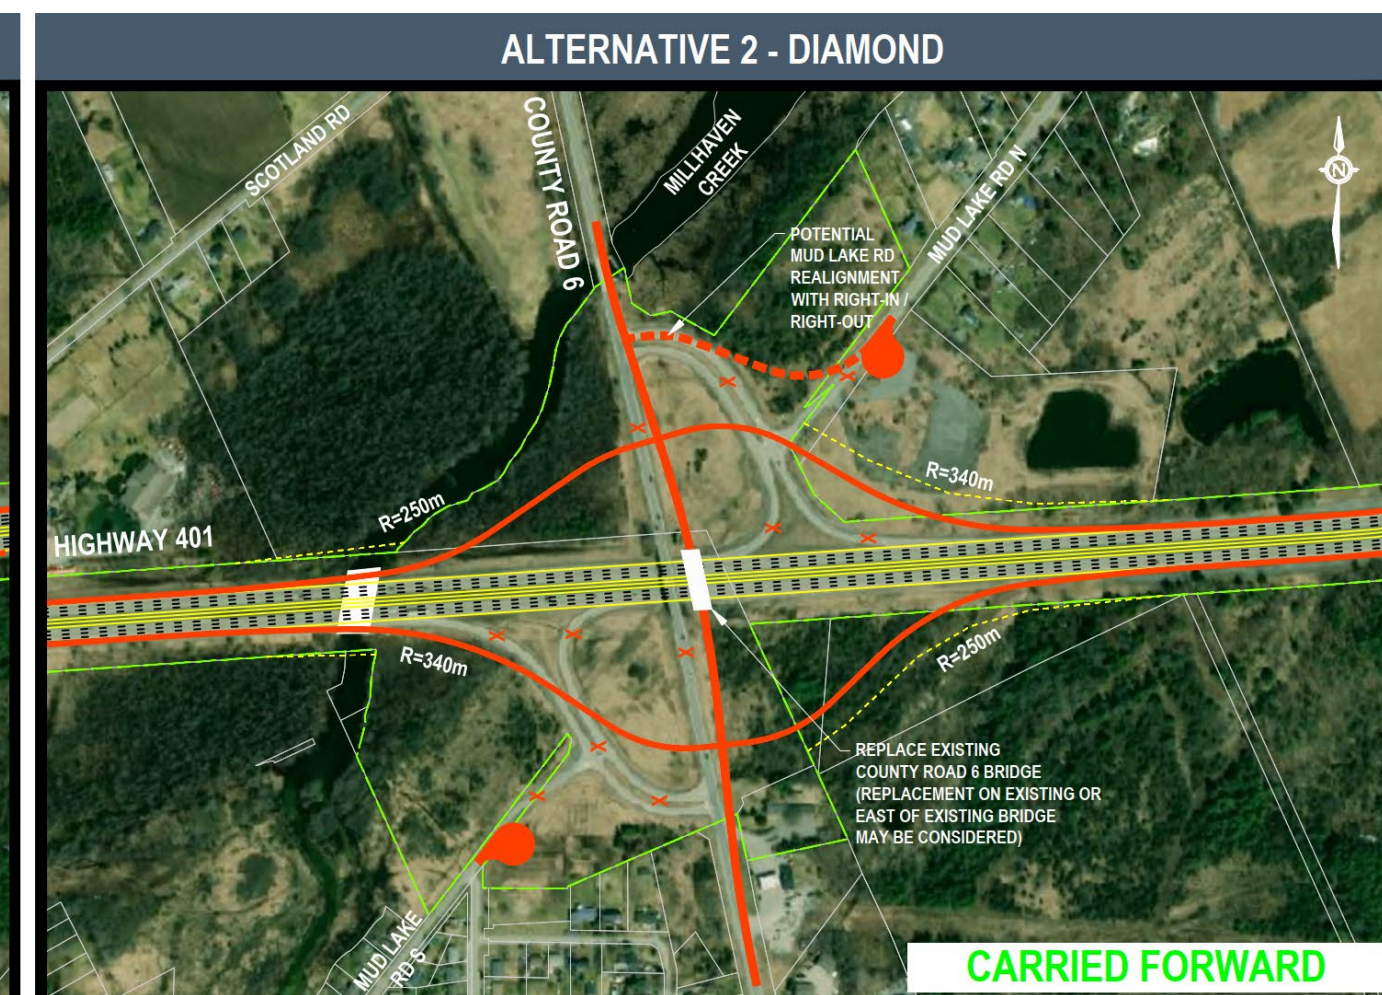 ALTERNATIVE 2 - DIAMOND
SCOTLAND RD
COUNTY ROAD 6
MILLHAVEN
CREEK
MUD LAKE RD N
N
POTENTIAL
MUD LAKE RD
REALIGNMENT
WITH RIGHT-IN /
RIGHT-OUT
R=250m
R=340m
HIGHWAY 401
R=340m
R=250m
REPLACE EXISTING
COUNTY ROAD 6 BRIDGE
(REPLACEMENT ON EXISTING OR
EAST OF EXISTING BRIDGE
MAY BE CONSIDERED)
MUD LAKE
RD S
CARRIED FORWARD